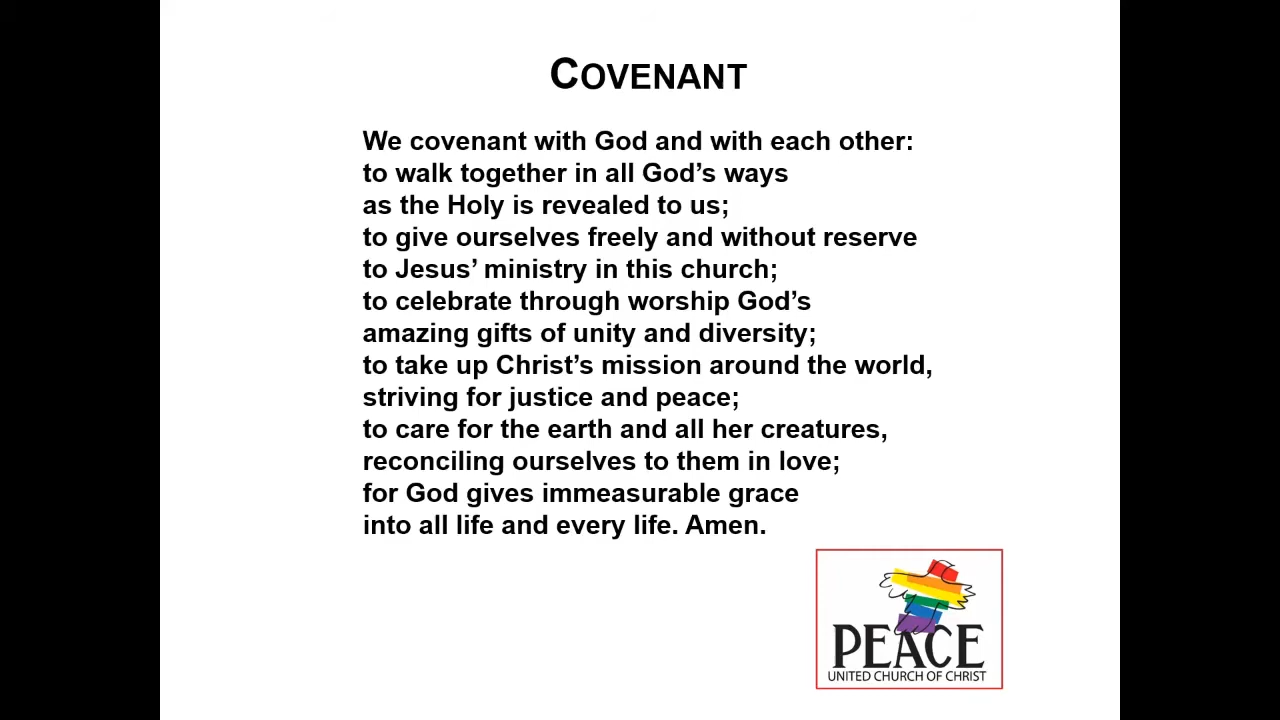 COVENANT
We covenant with God and with each other:
to walk together in all God’s ways
as the Holy is revealed to us;
to give ourselves freely and without reserve
to Jesus’ ministry in this church;
to celebrate through worship God’s
amazing gifts of unity and diversity;
to take up Christ’s mission around the world,
striving for justice and peace;
to care for the earth and all her creatures,
reconciling ourselves to them in love;
for God gives immeasurable grace
into all life and every life. Amen.
PEACE
UNITED CHURCH OF CHRIST